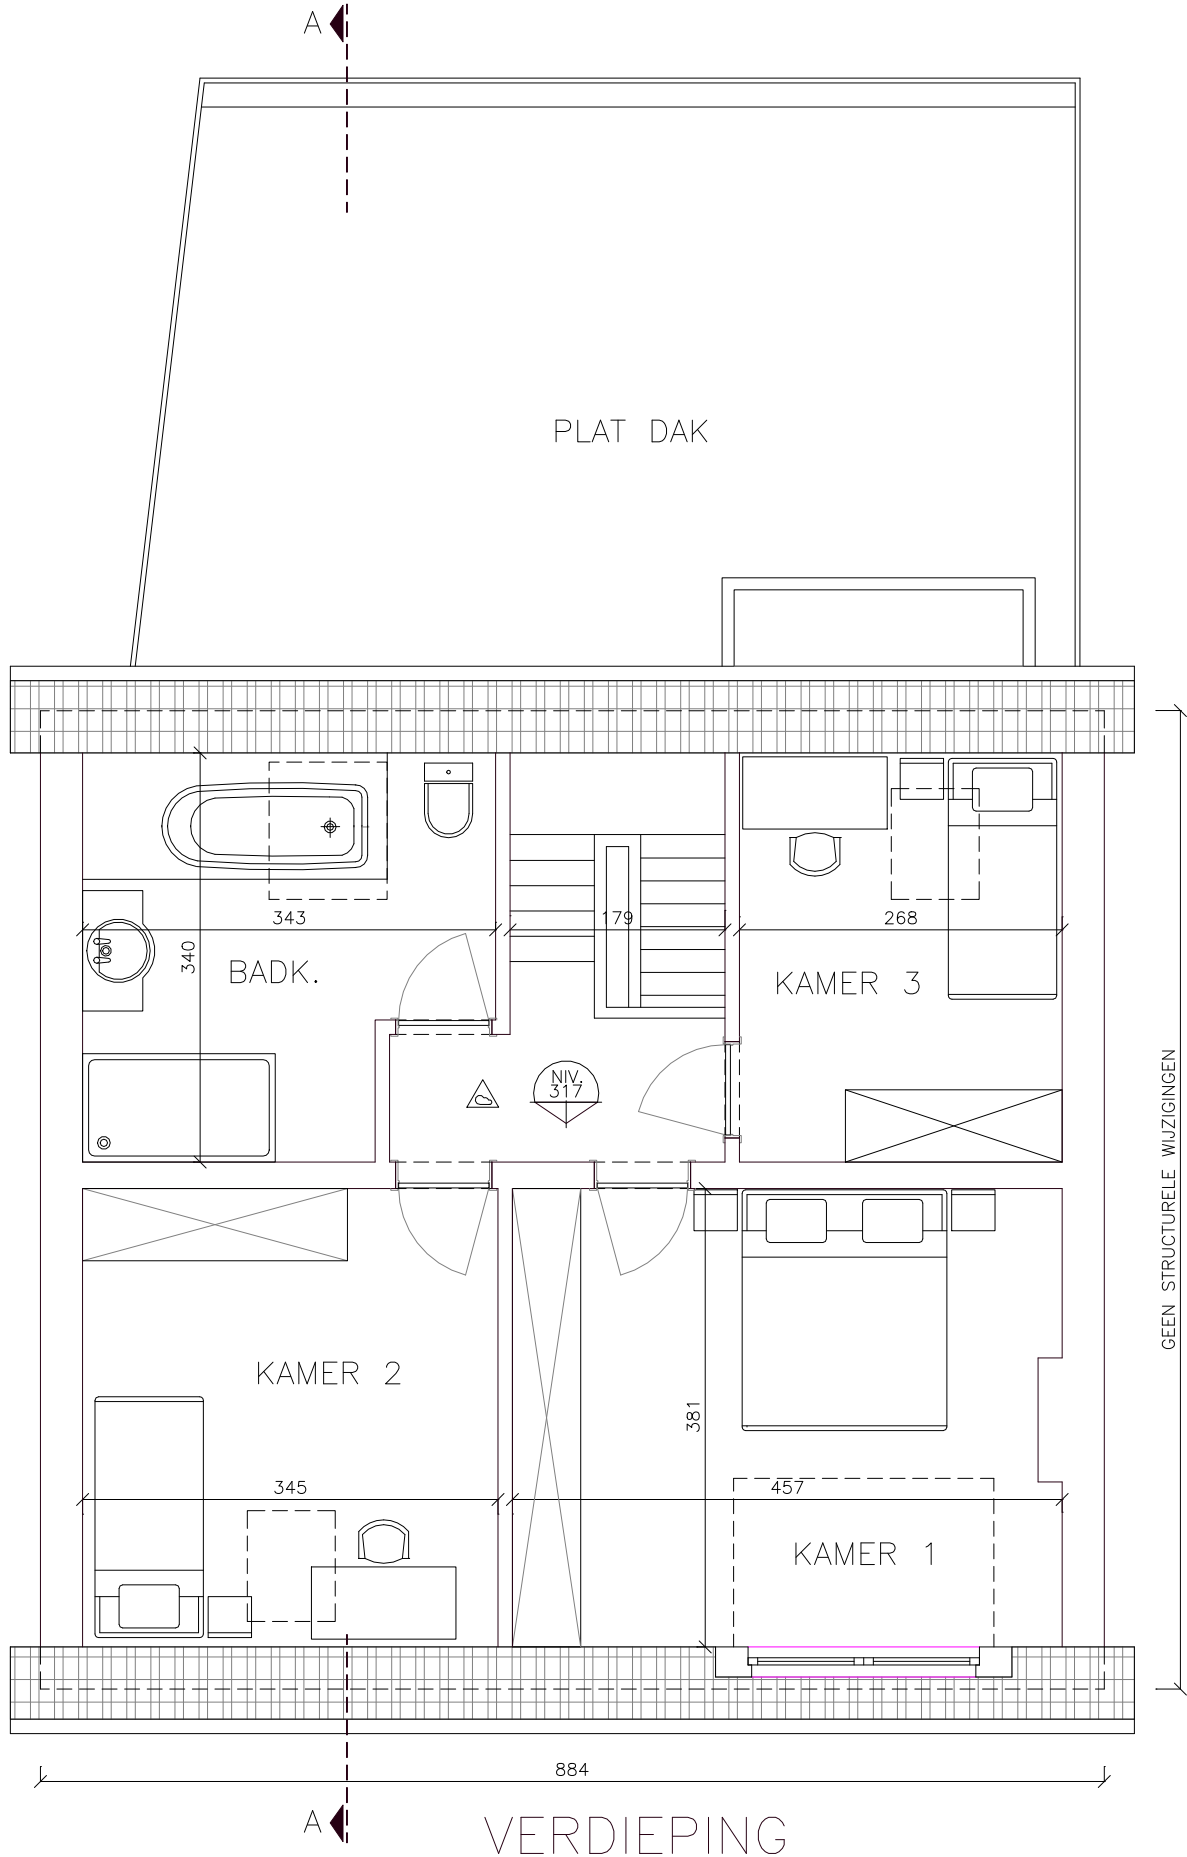 A
PLAT DAK
343
179
268
340
BADK.
KAMER 3
NIV.
317
GEEN STRUCTURELE WIJZIGINGEN
KAMER 2
381
345
457
KAMER 1
884
A
VERDIEPING